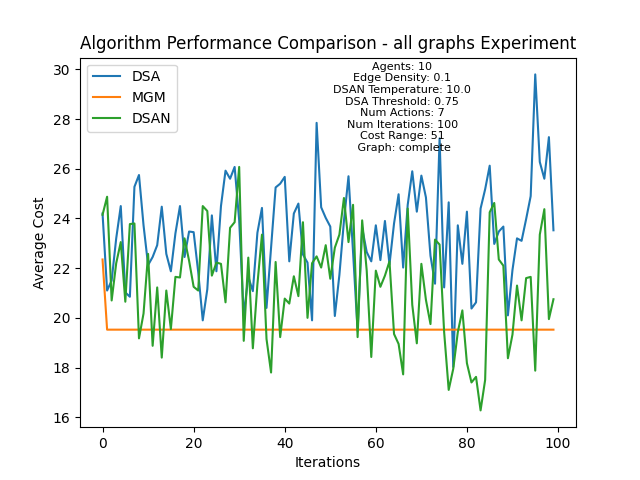 Algorithm Performance Comparison - all graphs Experiment
DSA
MGM
DSAN
Agents: 10
Edge Density: 0.1
DSAN Temperature: 10.0
DSA Threshold: 0.75
Num Actions: 7
Num Iterations: 100
Cost Range: 51
Graph: complete
Average Cost
30
28
26
24
22
20
18
16
0 20 40 60 80 100
Iterations